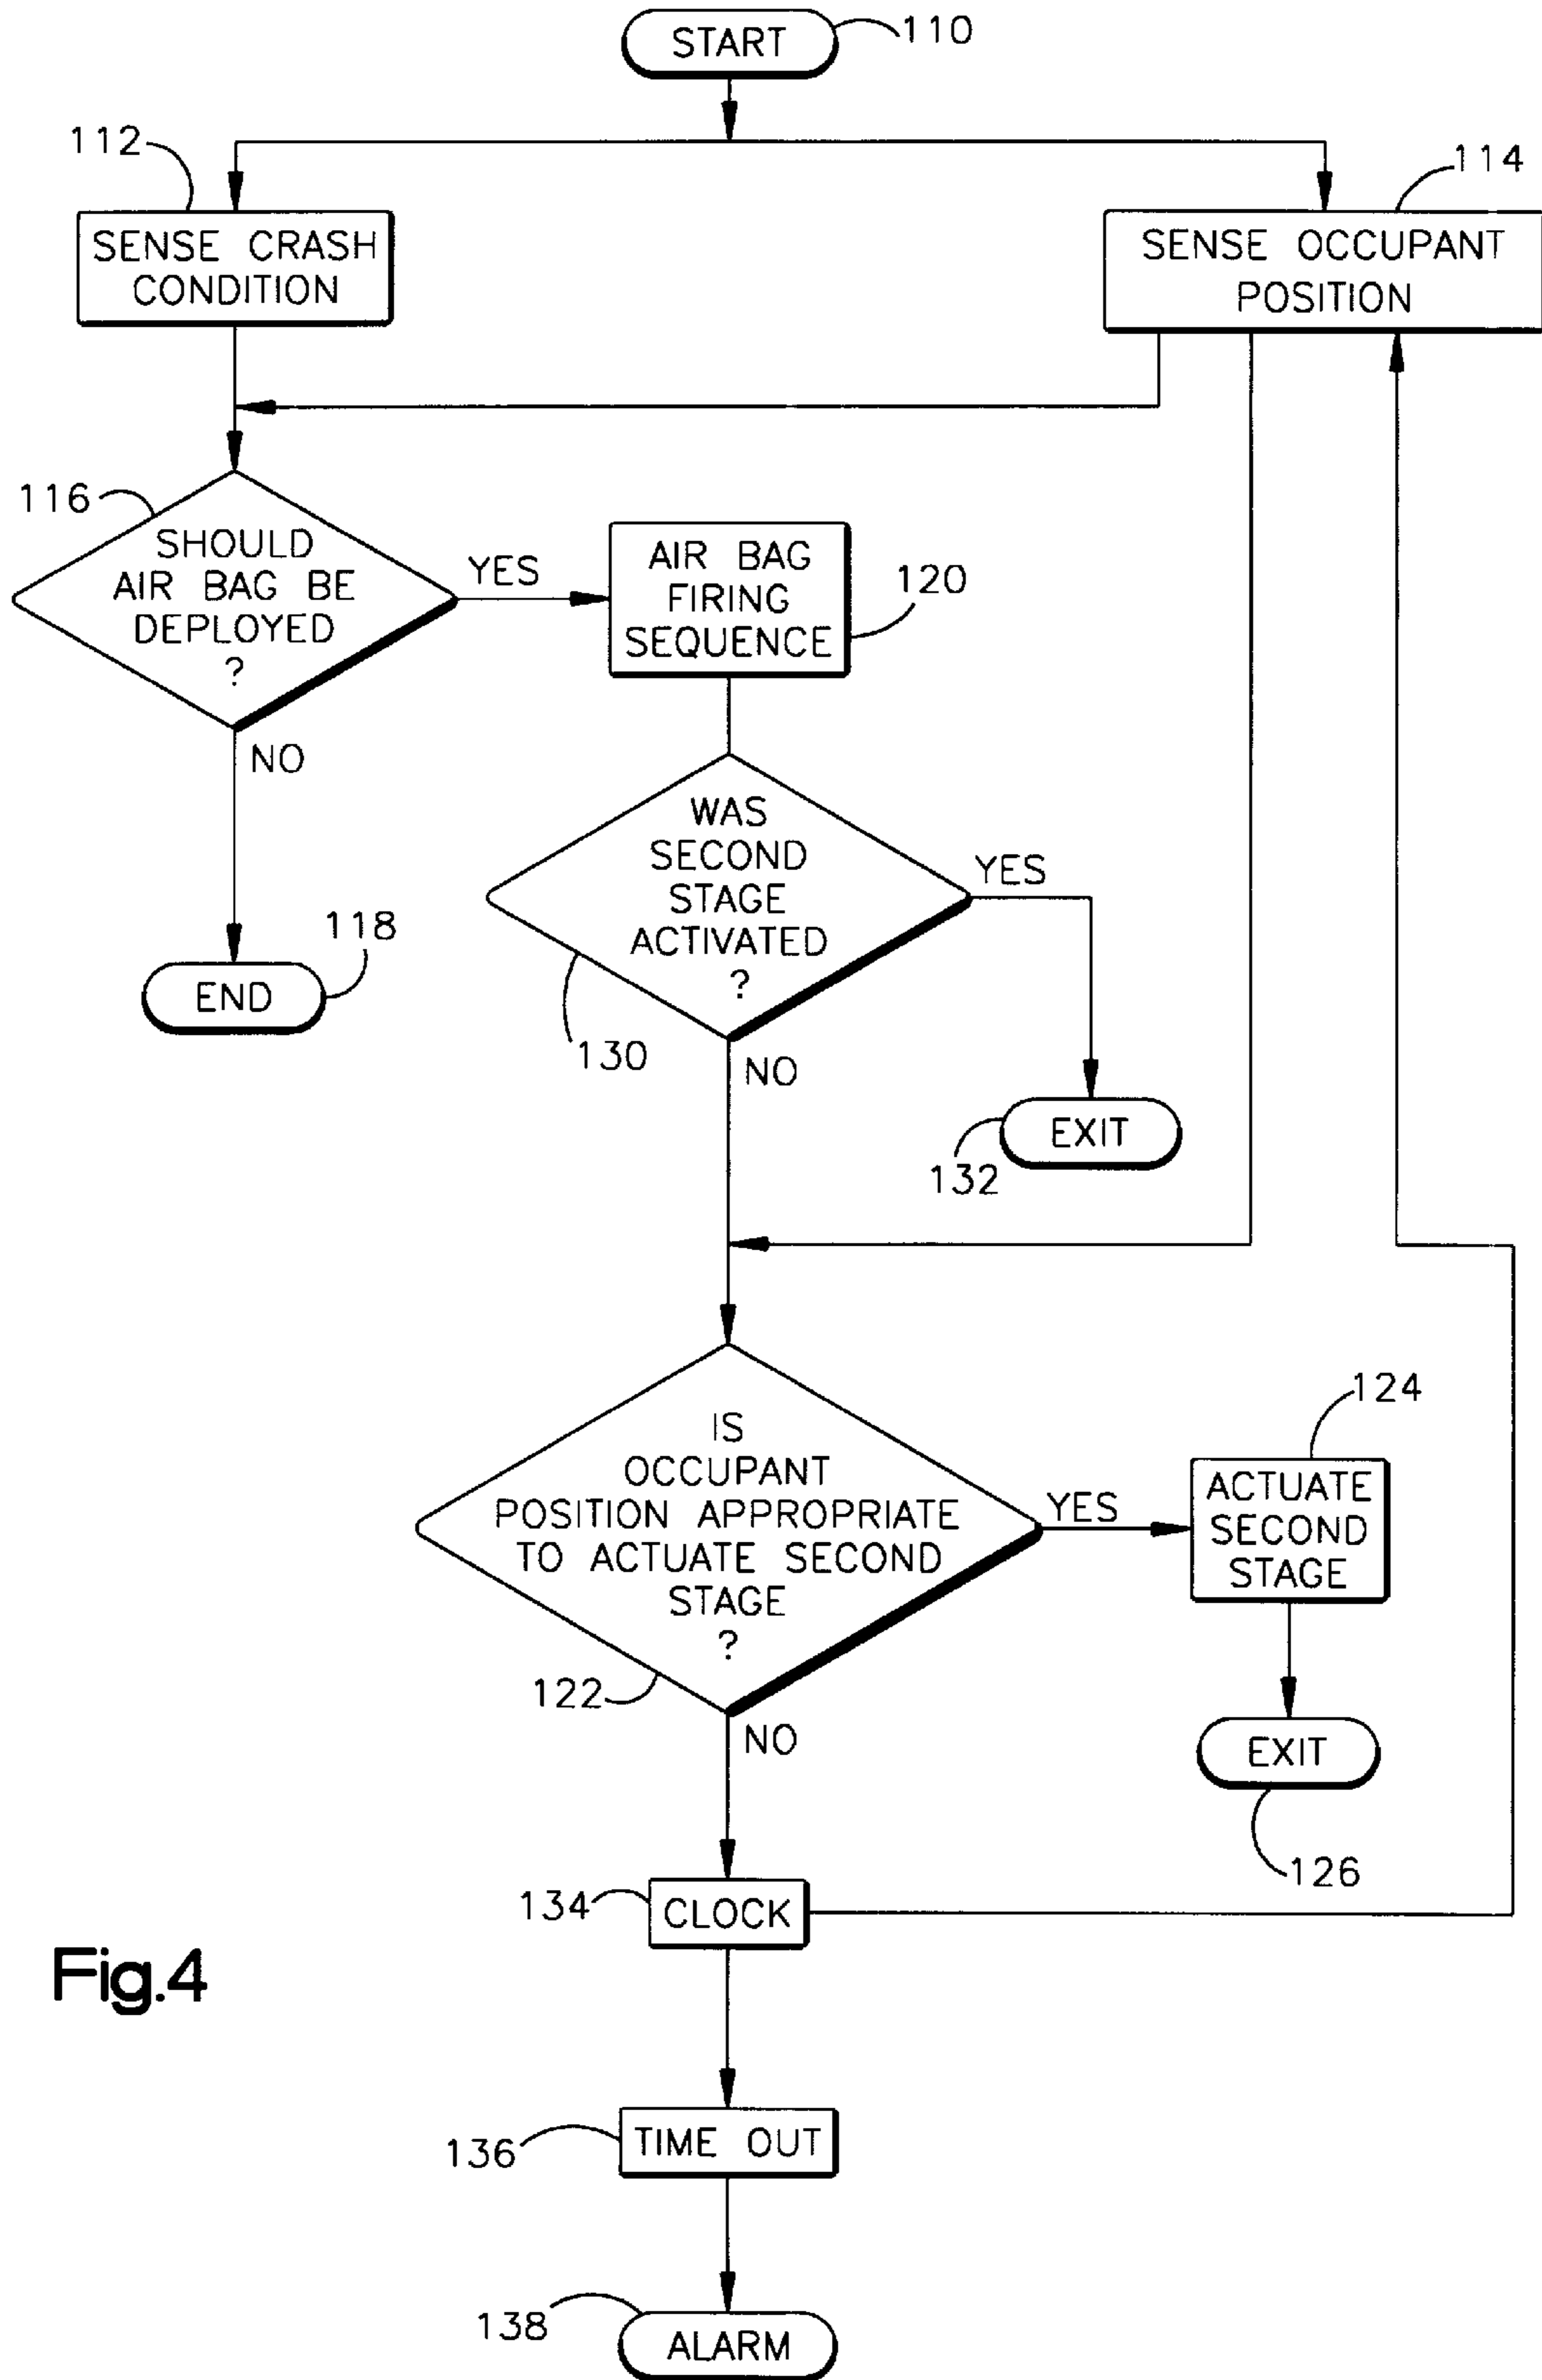 START
110
112
114
SENSE CRASH
CONDITION
SENSE OCCUPANT
POSITION
116
SHOULD
AIR BAG BE
DEPLOYED
?
YES
AIR BAG
FIRING
SEQUENCE
120
NO
WAS
SECOND
STAGE
ACTIVATED
?
YES
118
END
130
NO
EXIT
132
124
IS
OCCUPANT
POSITION APPROPRIATE
TO ACTUATE SECOND
STAGE
?
YES
ACTUATE
SECOND
STAGE
122
NO
EXIT
126
134
CLOCK
Fig.4
136
TIME OUT
138
ALARM